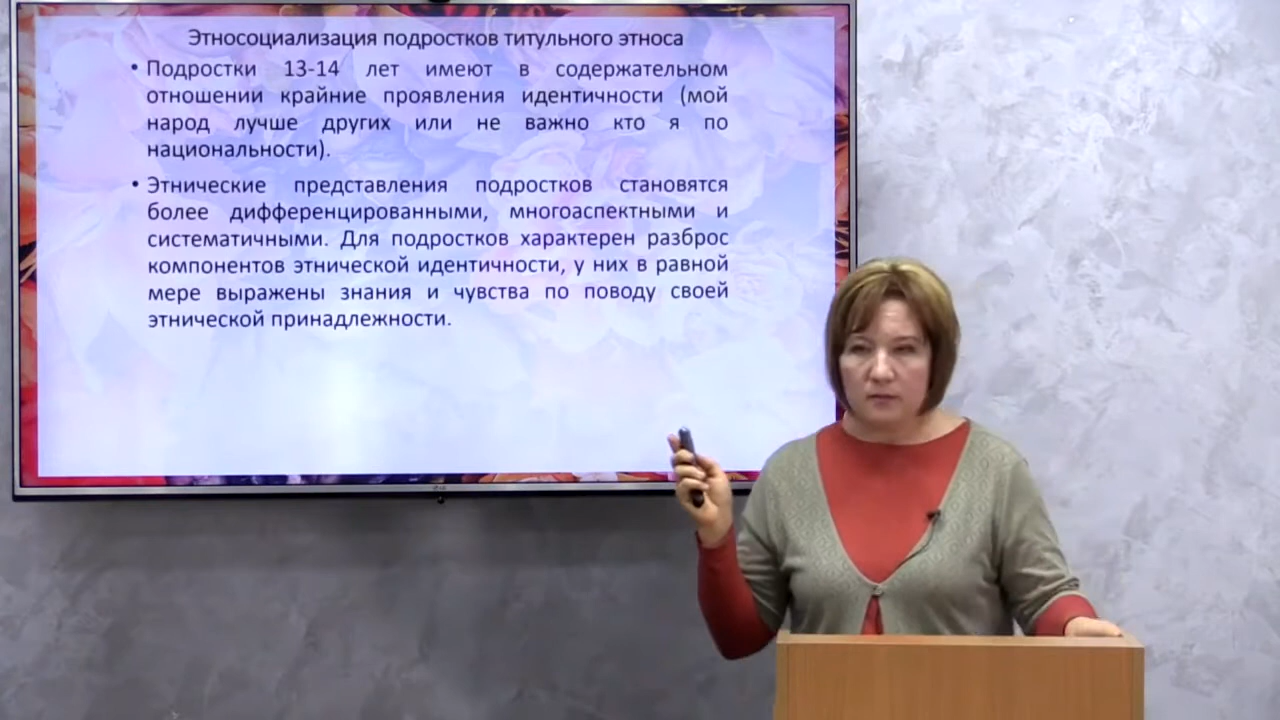 Этносоциализация подростков титульного этноса
• Подростки 13-14 лет имеют в содержательном
отношении крайние проявления идентичности (мой
народ лучше других или не важно кто я по
национальности).
• Этнические представления подростков становятся
более дифференцированными, многоаспектными и
систематичными. Для подростков характерен разброс
компонентов этнической идентичности, у них в равной
мере выражены знания и чувства по поводу своей
этнической принадлежности.